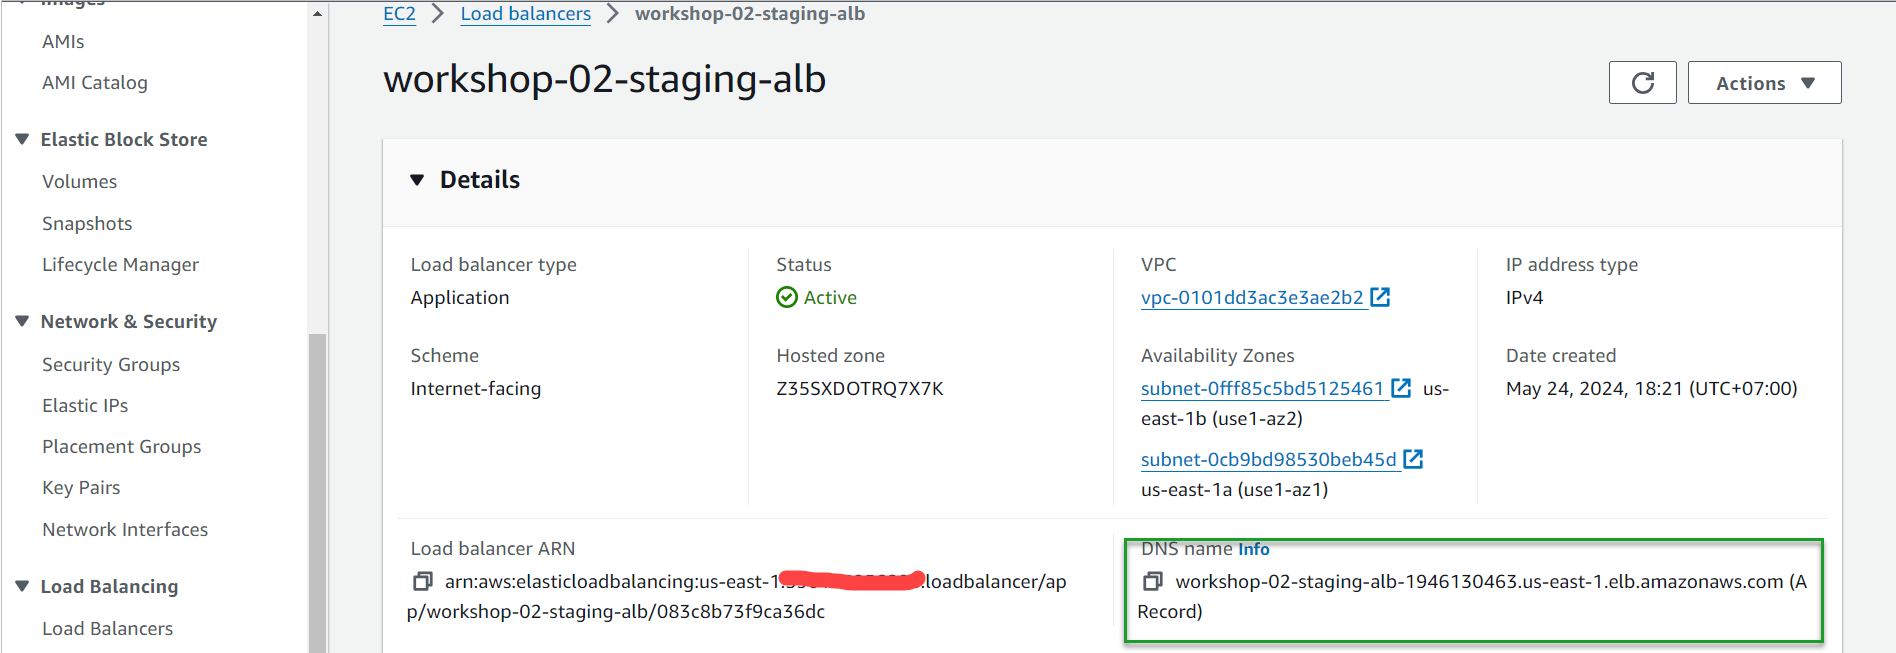 Images
AMIs
AMI Catalog
Elastic Block Store
Volumes
Snapshots
Lifecycle Manager
Network & Security
Security Groups
Elastic IPs
Placement Groups
Key Pairs
Network Interfaces
Load Balancing
Load Balancers
EC2 > Load balancers > workshop-02-staging-alb
workshop-02-staging-alb
Actions
Details
Load balancer type
Application
Status
Active
VPC
vpc-0101dd3ac3e3ae2b2
IP address type
IPv4
Scheme
Internet-facing
Hosted zone
Z35SXDOTRQ7X7K
Availability Zones
subnet-0fff85c5bd5125461 us-
east-1b (use1-az2)
subnet-0cb9bd98530beb45d
us-east-1a (use1-az1)
Date created
May 24, 2024, 18:21 (UTC+07:00)
Load balancer ARN
arn:aws:elasticloadbalancing:us-east-1: :loadbalancer/ap
p/workshop-02-staging-alb/083c8b73f9ca36dc
DNS name Info
workshop-02-staging-alb-1946130463.us-east-1.elb.amazonaws.com (A
Record)